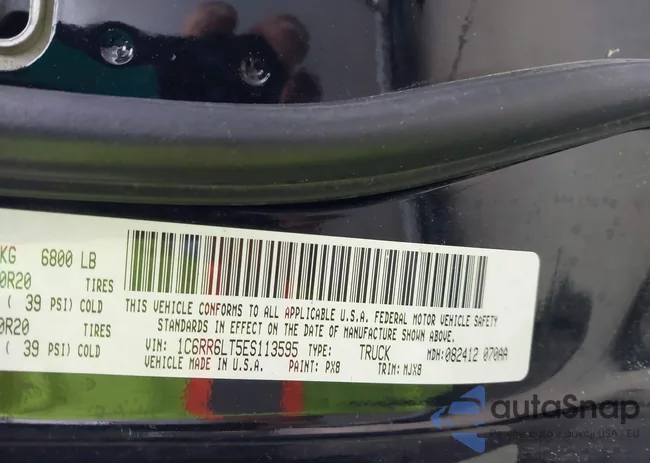 KG 6800 LB
0R20 TIRES
( 39 PSI) COLD
0R20 TIRES
( 39 PSI) COLD
THIS VEHICLE CONFORMS TO ALL APPLICABLE U.S.A. FEDERAL MOTOR VEHICLE SAFETY
STANDARDS IN EFFECT ON THE DATE OF MANUFACTURE SHOWN ABOVE.
VIN: 1C6RR6LT5ES113595 TYPE: TRUCK MDH: 082412 070AA
VEHICLE MADE IN U.S.A. PAINT: PX8 TRIM: MJX8
autoSnap